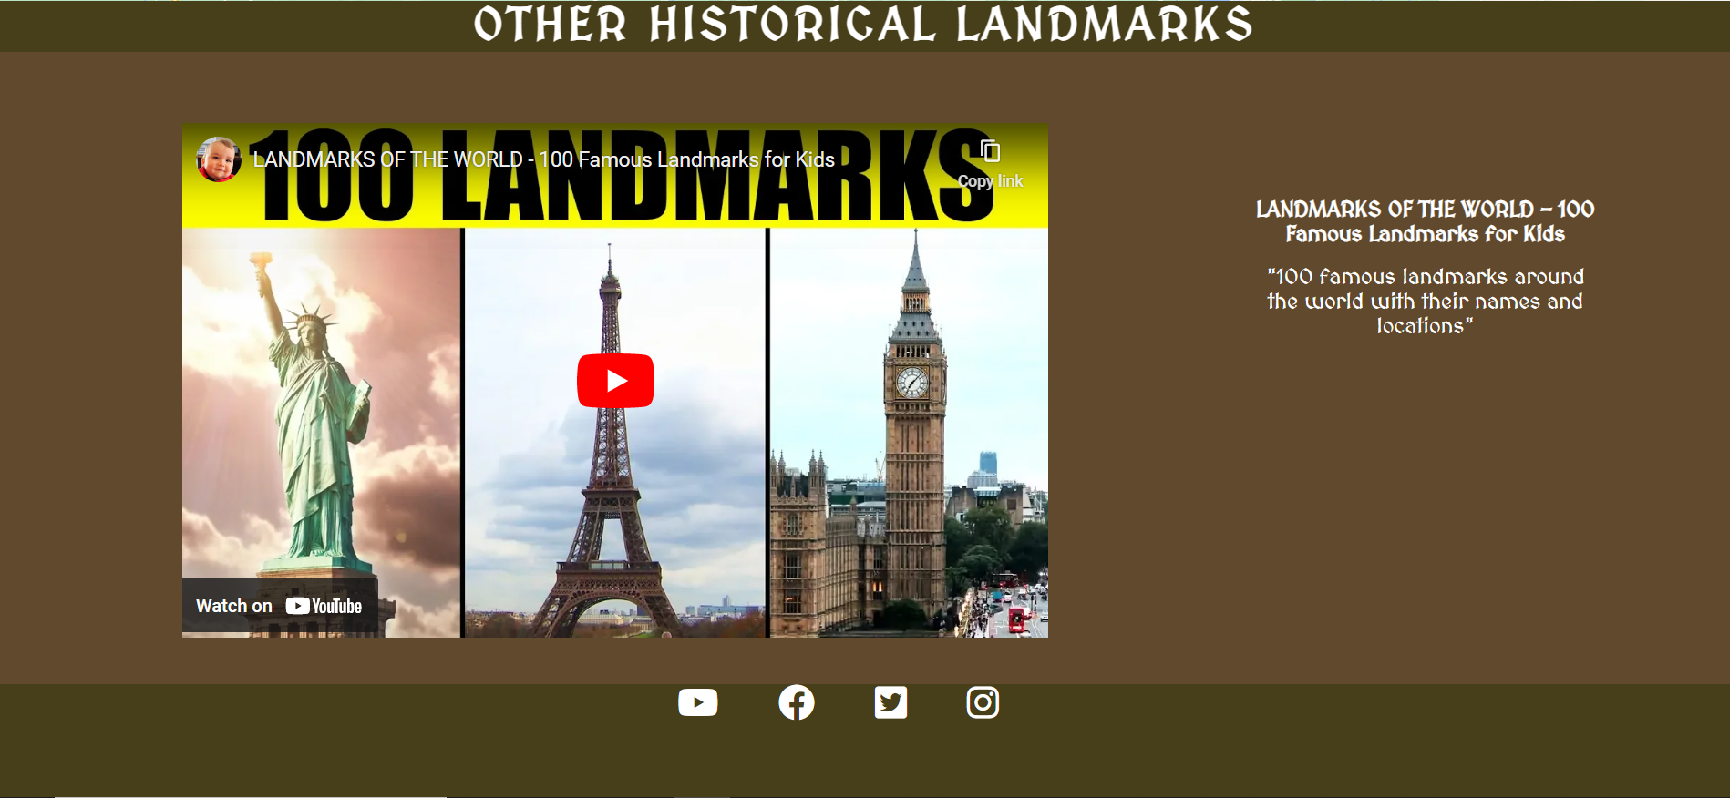 OTHER HISTORICAL LANDMARKS
100 LANDMARKS
LANDMARKS OF THE WORLD - 100 Famous Landmarks for Kids
Copy link
Watch on YouTube
LANDMARKS OF THE WORLD – 100
Famous Landmarks for Kids
"100 famous landmarks around
the world with their names and
locations"